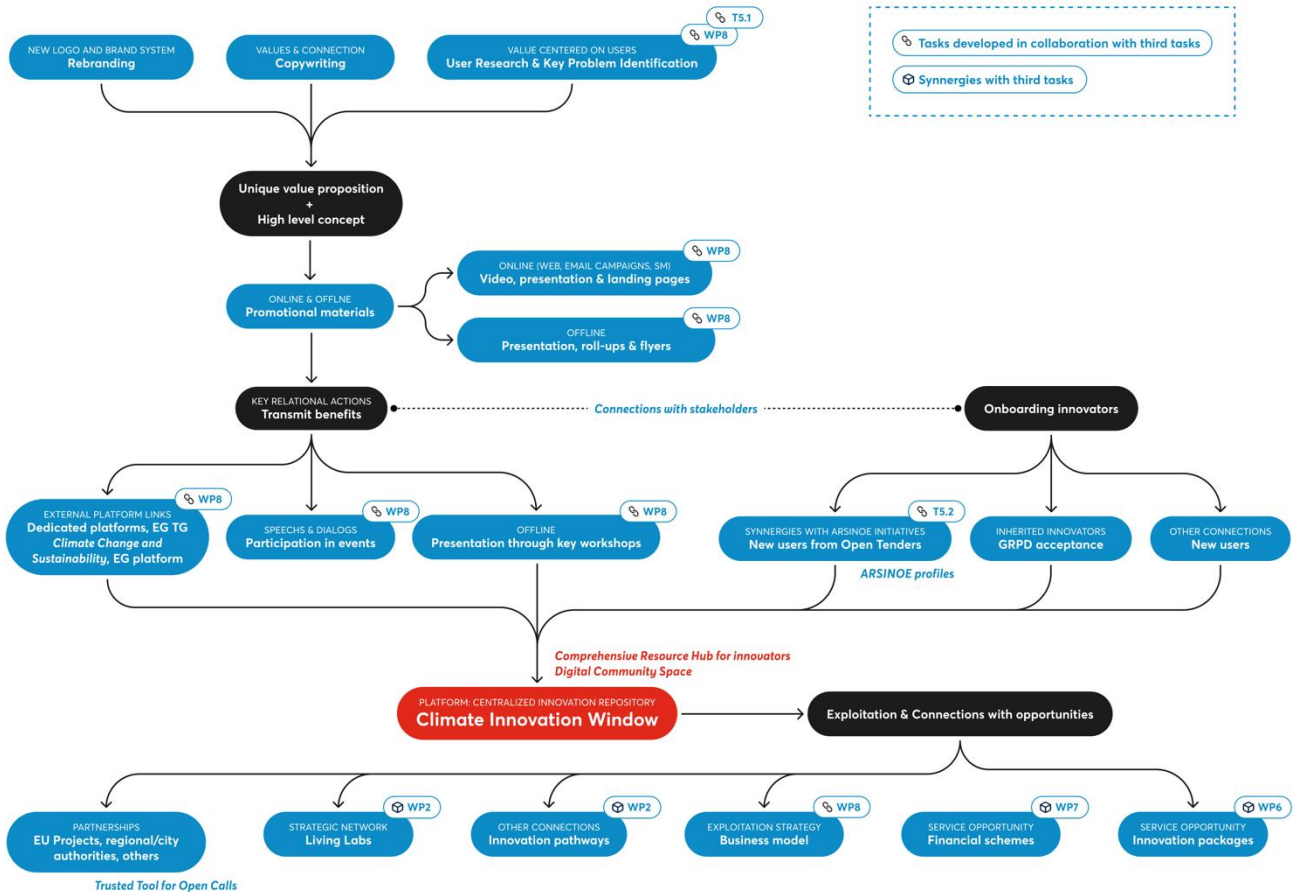 T5.1
WP8
NEW LOGO AND BRAND SYSTEM
Rebranding
VALUES & CONNECTION
Copywriting
VALUE CENTERED ON USERS
User Research & Key Problem Identification
Tasks developed in collaboration with third tasks
Synnergies with third tasks
Unique value proposition
+
High level concept
WP8
ONLINE (WEB, EMAIL CAMPAIGNS, SM)
Video, presentation & landing pages
ONLINE & OFFLNE
Promotional materials
WP8
OFFLINE
Presentation, roll-ups & flyers
KEY RELATIONAL ACTIONS
Transmit benefits
Connections with stakeholders
Onboarding innovators
WP8
EXTERNAL PLATFORM LINKS
Dedicated platforms, EG TG
Climate Change and
Sustainability, EG platform
WP8
SPEECHS & DIALOGS
Participation in events
WP8
OFFLINE
Presentation through key workshops
T5.2
SYNNERGIES WITH ARSINOE INITIATIVES
New users from Open Tenders
INHERITED INNOVATORS
GRPD acceptance
OTHER CONNECTIONS
New users
ARSINOE profiles
Comprehensive Resource Hub for innovators
Digital Community Space
PLATFORM: CENTRALIZED INNOVATION REPOSITORY
Climate Innovation Window
Exploitation & Connections with opportunities
PARTNERSHIPS
EU Projects, regional/city
authorities, others
WP2
STRATEGIC NETWORK
Living Labs
WP2
OTHER CONNECTIONS
Innovation pathways
WP8
EXPLOITATION STRATEGY
Business model
WP7
SERVICE OPPORTUNITY
Financial schemes
WP6
SERVICE OPPORTUNITY
Innovation packages
Trusted Tool for Open Calls